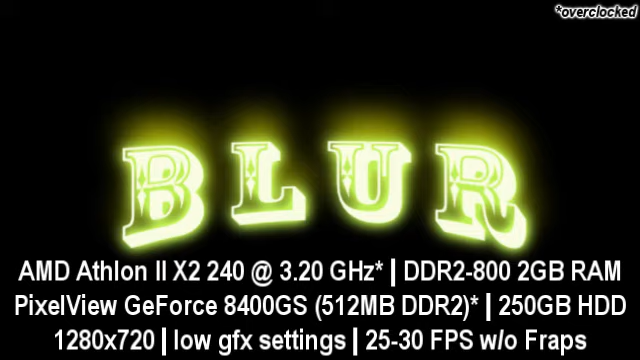 *overclocked
BLUR
AMD Athlon II X2 240 @ 3.20 GHz* | DDR2-800 2GB RAM
PixelView GeForce 8400GS (512MB DDR2)* | 250GB HDD
1280x720 | low gfx settings | 25-30 FPS w/o Fraps